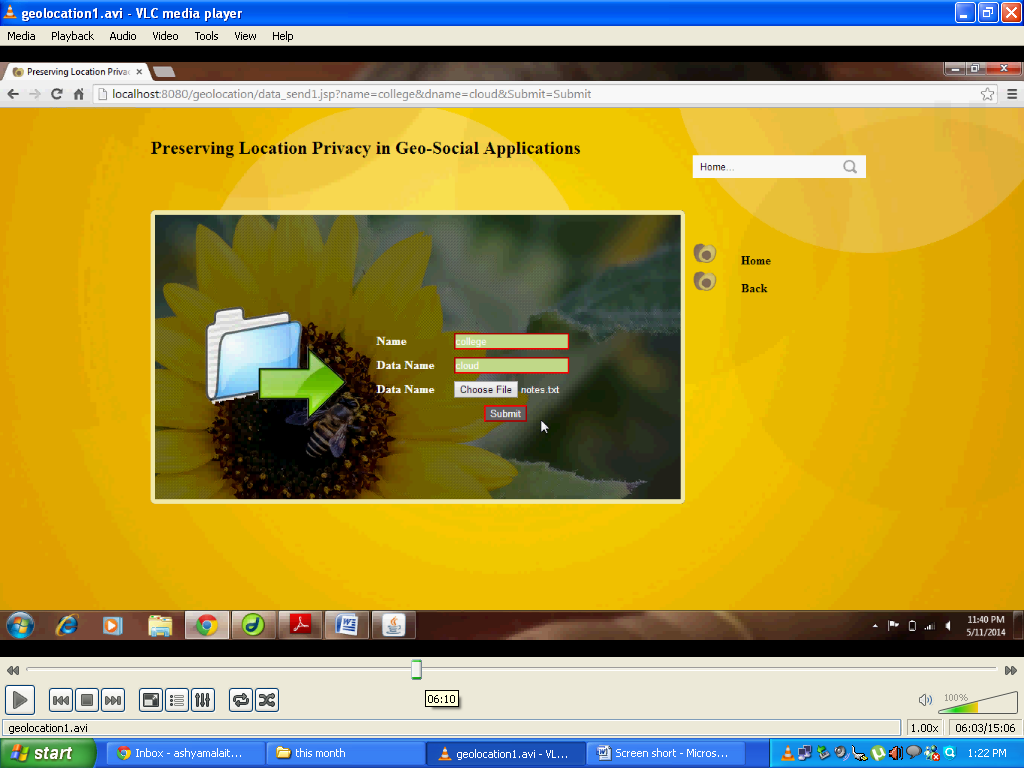 geolocation1.avi - VLC media player
Media Playback Audio Video Tools View Help
Preserving Location Priva
localhost:8080/geolocation/data_send1.jsp?name=college&dname=cloud&Submit=Submit
Preserving Location Privacy in Geo-Social Applications
Home...
Home
Back
Name college
Data Name cloud
Data Name Choose File notes.txt
Submit
11:40 PM
5/11/2014
06:10
100%
geolocation1.avi 1.00x 06:03/15:06
start Inbox - ashyamalait... this month geolocation1.avi - VL... Screen short - Micros... 1:22 PM